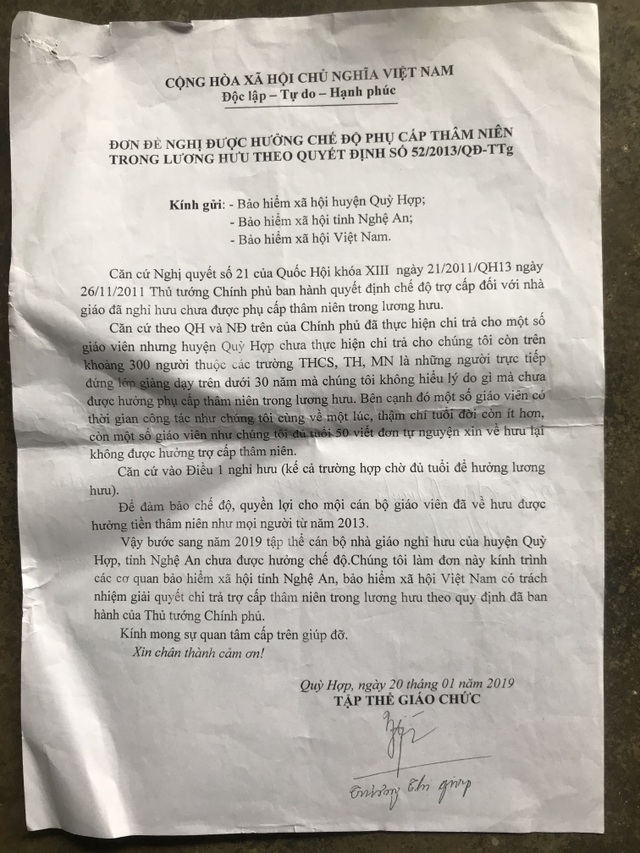 CỘNG HÒA XÃ HỘI CHỦ NGHĨA VIỆT NAM
Độc lập – Tự do – Hạnh phúc
ĐƠN ĐỀ NGHỊ ĐƯỢC HƯỞNG CHẾ ĐỘ PHỤ CẤP THÂM NIÊN
TRONG LƯƠNG HƯU THEO QUYẾT ĐỊNH SỐ 52/2013/QĐ-TTg
Kính gửi: - Bảo hiểm xã hội huyện Quỳ Hợp;
- Bảo hiểm xã hội tỉnh Nghệ An;
- Bảo hiểm xã hội Việt Nam.
Căn cứ Nghị quyết số 21 của Quốc Hội khóa XIII ngày 21/2011/QH13 ngày
26/11/2011 Thủ tướng Chính phủ ban hành quyết định chế độ trợ cấp đối với nhà
giáo đã nghỉ hưu chưa được phụ cấp thâm niên trong lương hưu.
Căn cứ theo QH và NĐ trên của Chính phủ đã thực hiện chi trả cho một số
giáo viên nhưng huyện Quỳ Hợp chưa thực hiện chi trả cho chúng tôi còn trên
khoảng 300 người thuộc các trường THCS, TH, MN là những người trực tiếp
đứng lớp giảng dạy trên dưới 30 năm mà chúng tôi không hiểu lý do gì mà chưa
được hưởng phụ cấp thâm niên trong lương hưu. Bên cạnh đó một số giáo viên có
thời gian công tác như chúng tôi cùng về một lúc, thậm chí tuổi đời còn ít hơn,
còn một số giáo viên như chúng tôi đủ tuổi 50 viết đơn tự nguyện xin về hưu lại
không được hưởng trợ cấp thâm niên.
Căn cứ vào Điều 1 nghỉ hưu (kể cả trường hợp chờ đủ tuổi để hưởng lương
hưu).
Để đảm bảo chế độ, quyền lợi cho mọi cán bộ giáo viên đã về hưu được
hưởng tiền thâm niên như mọi người từ năm 2013.
Vậy bước sang năm 2019 tập thể cán bộ nhà giáo nghỉ hưu của huyện Quỳ
Hợp, tỉnh Nghệ An chưa được hưởng chế độ.Chúng tôi làm đơn này kính trình
các cơ quan bảo hiểm xã hội tỉnh Nghệ An, bảo hiểm xã hội Việt Nam có trách
nhiệm giải quyết chi trả trợ cấp thâm niên trong lương hưu theo quy định đã ban
hành của Thủ tướng Chính phủ.
Kính mong sự quan tâm cấp trên giúp đỡ.
Xin chân thành cảm ơn!
Quỳ Hợp, ngày 20 tháng 01 năm 2019
TẬP THỂ GIÁO CHỨC
Thị